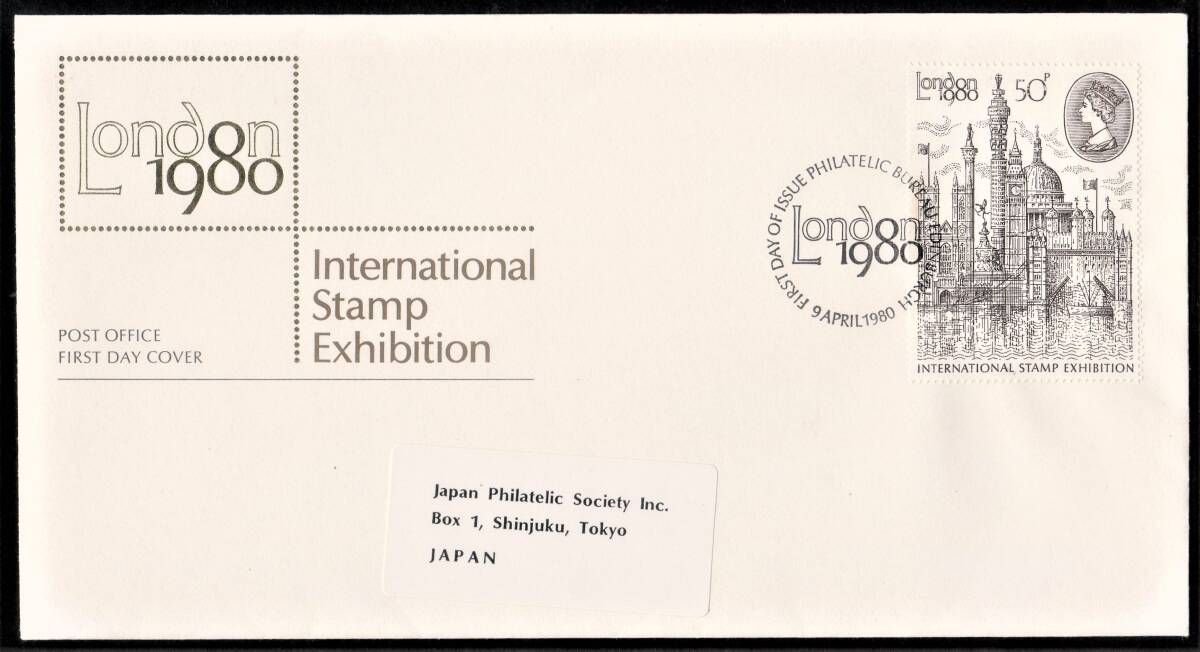 London
1980
International
Stamp
Exhibition
POST OFFICE
FIRST DAY COVER
FIRST DAY OF ISSUE PHILATELIC BUREAU EDINBURGH
London
1980
9 APRIL 1980
London
1980
50P
INTERNATIONAL STAMP EXHIBITION
Japan Philatelic Society Inc.
Box 1, Shinjuku, Tokyo
JAPAN